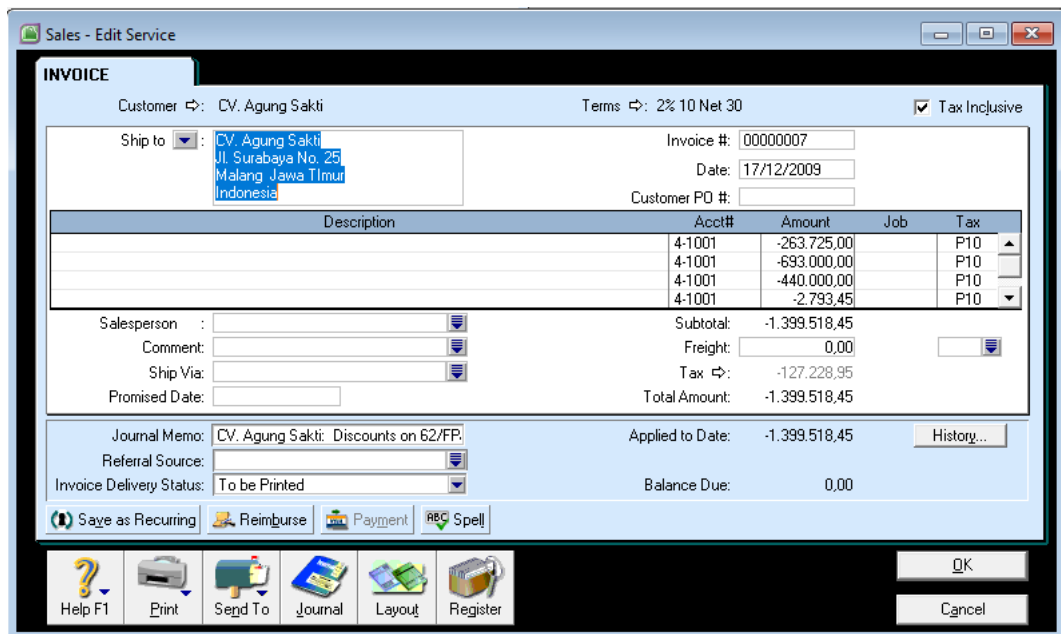 Sales - Edit Service
INVOICE
Customer ⇨: CV. Agung Sakti
Terms ⇨: 2% 10 Net 30
Tax Inclusive
Ship to : CV. Agung Sakti
Jl. Surabaya No. 25
Malang Jawa TImur
Indonesia
Invoice #: 00000007
Date: 17/12/2009
Customer PO #:
Description Acct# Amount Job Tax
4-1001 -263.725,00 P10
4-1001 -693.000,00 P10
4-1001 -440.000,00 P10
4-1001 -2.793,45 P10
Salesperson :
Comment:
Ship Via:
Promised Date:
Subtotal: -1.399.518,45
Freight: 0,00
Tax ⇨: -127.228,95
Total Amount: -1.399.518,45
Journal Memo: CV. Agung Sakti: Discounts on 62/FP.
Referral Source:
Invoice Delivery Status: To be Printed
Applied to Date: -1.399.518,45
History...
Balance Due: 0,00
Save as Recurring Reimburse Payment ABC Spell
Help F1 Print Send To Journal Layout Register
OK
Cancel